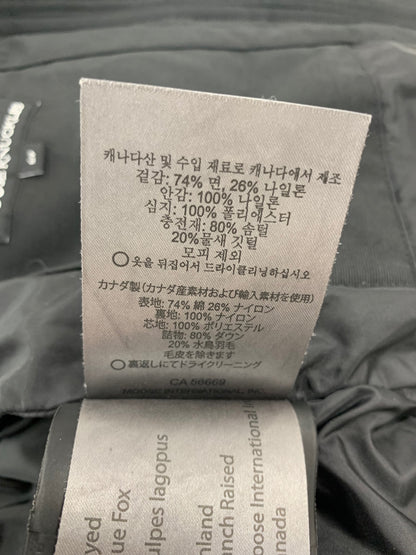 캐나다산 및 수입 재료로 캐나다에서 제조
겉감: 74% 면, 26% 나일론
안감: 100% 나일론
심지: 100% 폴리에스터
충전재: 80% 솜털
20%물새 깃털
모피 제외
옷을 뒤집어서 드라이클리닝하십시오
カナダ製(カナダ産素材および輸入素材を使用)
表地: 74% 綿 26% ナイロン
裏地: 100% ナイロン
芯地: 100% ポリエステル
詰物: 80% ダウン
20% 水鳥羽毛
毛皮を除きます
裏返しにてドライクリーニング
CA 56669
MOOSE INTERNATIONAL INC.
yed
ue Fox
ulpes lagopus
nland
anch Raised
oose International
anada